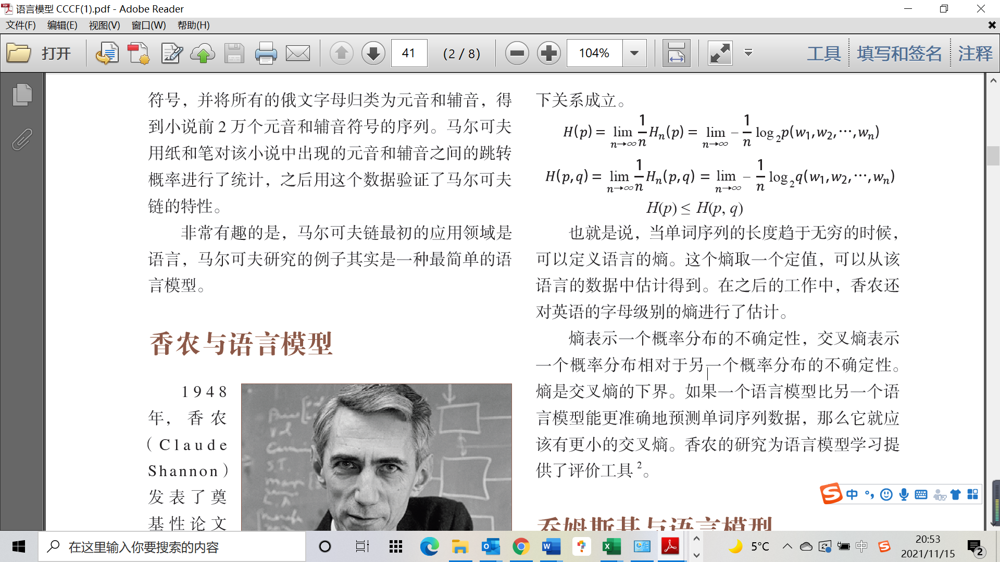 语言模型 CCCF(1).pdf - Adobe Reader
文件(F) 编辑(E) 视图(V) 窗口(W) 帮助(H)
打开 41 (2 / 8) 104% 工具 填写和签名 注释
符号，并将所有的俄文字母归类为元音和辅音，得
到小说前 2 万个元音和辅音符号的序列。马尔可夫
用纸和笔对该小说中出现的元音和辅音之间的跳转
概率进行了统计，之后用这个数据验证了马尔可夫
链的特性。
非常有趣的是，马尔可夫链最初的应用领域是
语言，马尔可夫研究的例子其实是一种最简单的语
言模型。
香农与语言模型
1948
年，香农
（Claude
Shannon）
发表了奠
基性论文
下关系成立。
H(p) = lim_{n→∞} 1/n H_n(p) = lim_{n→∞} – 1/n log_2 p(w_1,w_2,⋯,w_n)
H(p,q) = lim_{n→∞} 1/n H_n(p,q) = lim_{n→∞} – 1/n log_2 q(w_1,w_2,⋯,w_n)
H(p) ≤ H(p, q)
也就是说，当单词序列的长度趋于无穷的时候，
可以定义语言的熵。这个熵取一个定值，可以从该
语言的数据中估计得到。在之后的工作中，香农还
对英语的字母级别的熵进行了估计。
熵表示一个概率分布的不确定性，交叉熵表示
一个概率分布相对于另一个概率分布的不确定性。
熵是交叉熵的下界。如果一个语言模型比另一个语
言模型能更准确地预测单词序列数据，那么它就应
该有更小的交叉熵。香农的研究为语言模型学习提
供了评价工具²。
乔姆斯基与语言模型
中
在这里输入你要搜索的内容
5°C 中
20:53
2021/11/15
2